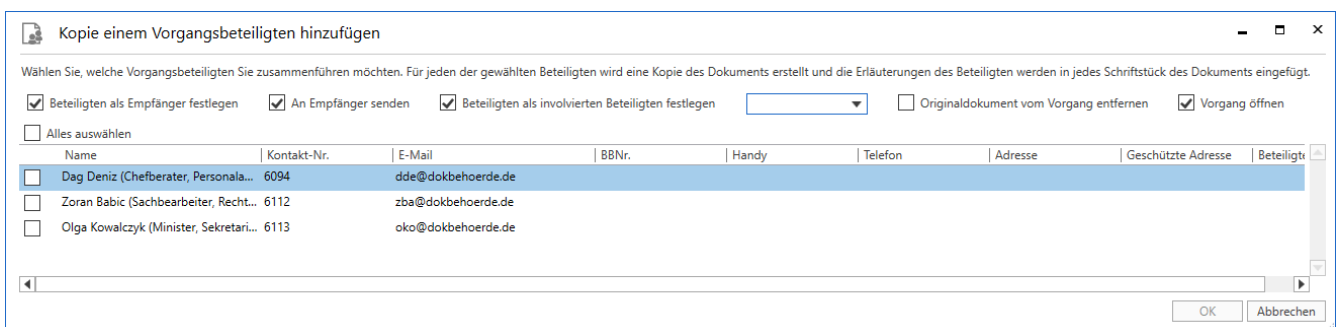 Kopie einem Vorgangsbeteiligten hinzufügen
Wählen Sie, welche Vorgangsbeteiligten Sie zusammenführen möchten. Für jeden der gewählten Beteiligten wird eine Kopie des Dokuments erstellt und die Erläuterungen des Beteiligten werden in jedes Schriftstück des Dokuments eingefügt.
Beteiligten als Empfänger festlegen An Empfänger senden Beteiligten als involvierten Beteiligten festlegen Originaldokument vom Vorgang entfernen Vorgang öffnen
Alles auswählen
Name Kontakt-Nr. E-Mail BBNr. Handy Telefon Adresse Geschützte Adresse Beteiligte
Dag Deniz (Chefberater, Personala... 6094 dde@dokbehoerde.de
Zoran Babic (Sachbearbeiter, Recht... 6112 zba@dokbehoerde.de
Olga Kowalczyk (Minister, Sekretari... 6113 oko@dokbehoerde.de
OK Abbrechen